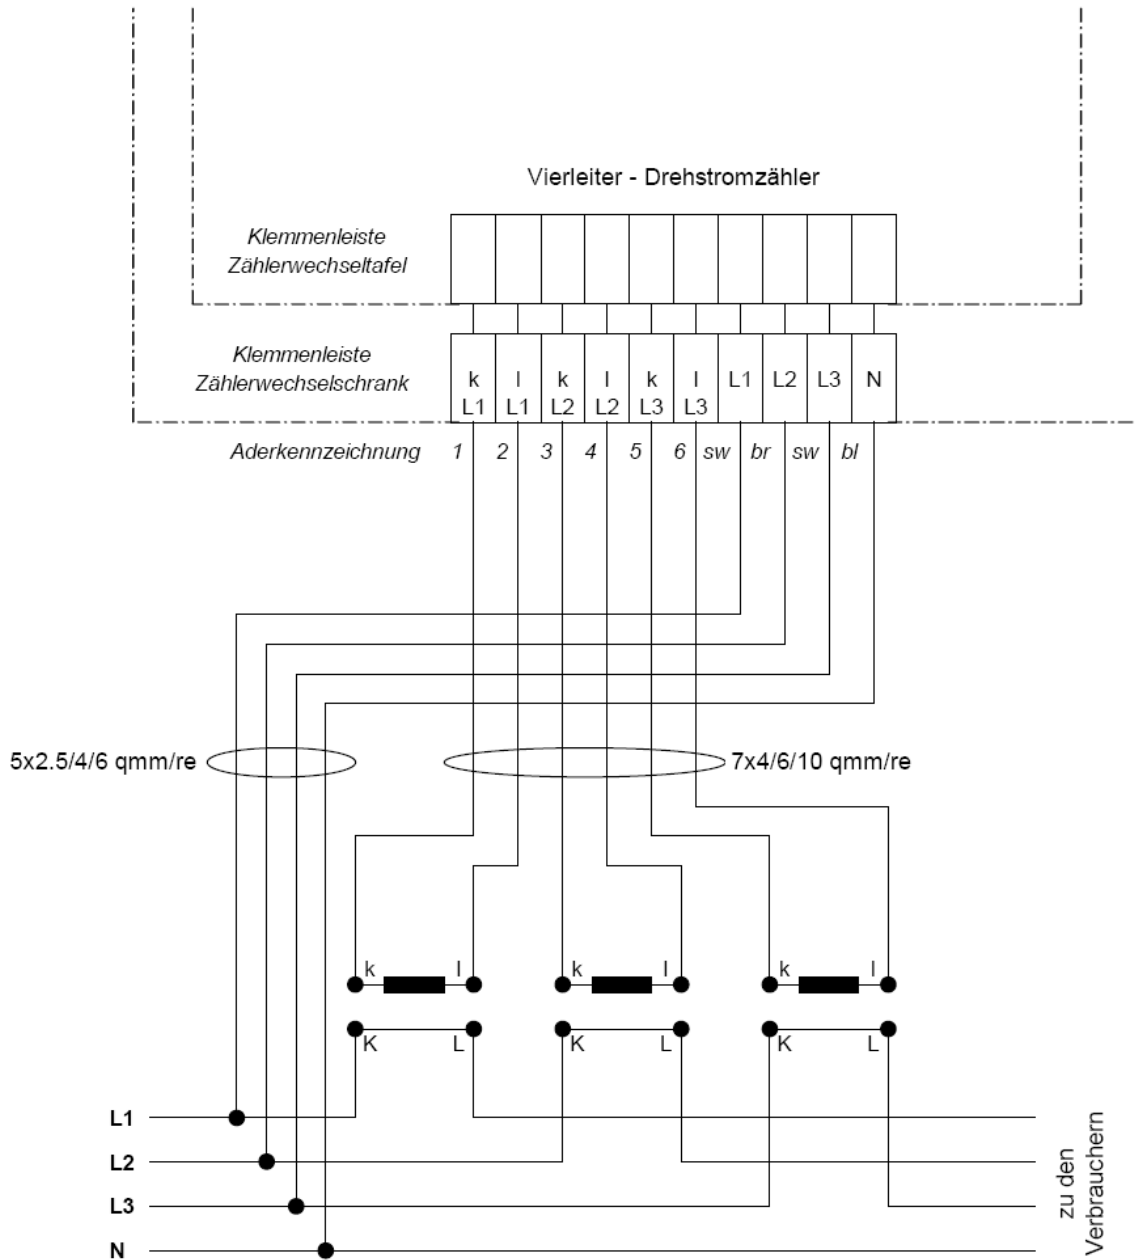 Vierleiter - Drehstromzähler
Klemmenleiste
Zählerwechseltafel
Klemmenleiste
Zählerwechselschrank
k l k l k l L1 L2 L3 N
L1 L1 L2 L2 L3 L3
Aderkennzeichnung 1 2 3 4 5 6 sw br sw bl
5x2.5/4/6 qmm/re 7x4/6/10 qmm/re
k l k l k l
K L K L K L
L1
L2
L3
N
zu den
Verbrauchern